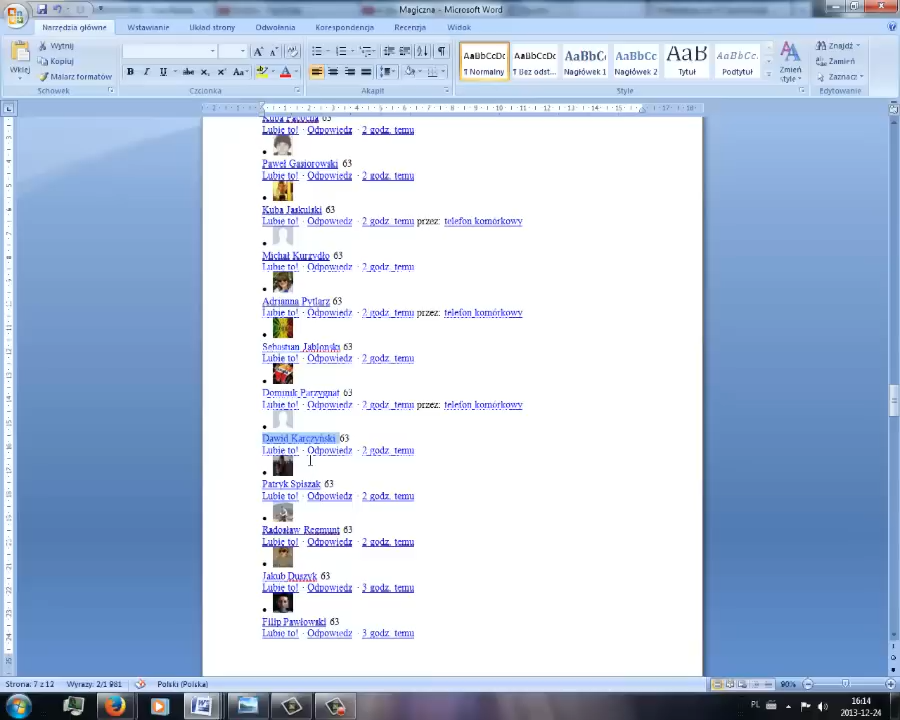 Magiczna - Microsoft Word
Narzędzia główne Wstawianie Układ strony Odwołania Korespondencja Recenzja Widok
Wklej
Wytnij
Kopiuj
Malarz formatów
Schowek
Czcionka
Akapit
AaBbCcDc
¶ Normalny
AaBbCcDc
¶ Bez odst...
AaBbC
Nagłówek 1
AaBbCc
Nagłówek 2
AaB
Tytuł
AaBbCc
Podtytuł
Zmień
style
Style
Znajdź
Zamień
Zaznacz
Edytowanie
Kuba Pacocha 63
Lubię to! · Odpowiedz · 2 godz. temu
Paweł Gąsiorowski 63
Lubię to! · Odpowiedz · 2 godz. temu
Kuba Jaskulski 63
Lubię to! · Odpowiedz · 2 godz. temu przez: telefon komórkowy
Michał Kurzydło 63
Lubię to! · Odpowiedz · 2 godz. temu
Adrianna Pytlarz 63
Lubię to! · Odpowiedz · 2 godz. temu przez: telefon komórkowy
Sebastian Jabłonski 63
Lubię to! · Odpowiedz · 2 godz. temu
Dominik Parzygnat 63
Lubię to! · Odpowiedz · 2 godz. temu przez: telefon komórkowy
Dawid Karczyński 63
Lubię to! · Odpowiedz · 2 godz. temu
Patryk Spiszak 63
Lubię to! · Odpowiedz · 2 godz. temu
Radosław Regmunt 63
Lubię to! · Odpowiedz · 2 godz. temu
Jakub Duszyk 63
Lubię to! · Odpowiedz · 3 godz. temu
Filip Pawłowski 63
Lubię to! · Odpowiedz · 3 godz. temu
Strona: 7 z 12 Wyrazy: 2/1 981 Polski (Polska) 90%
PL 16:14
2013-12-24